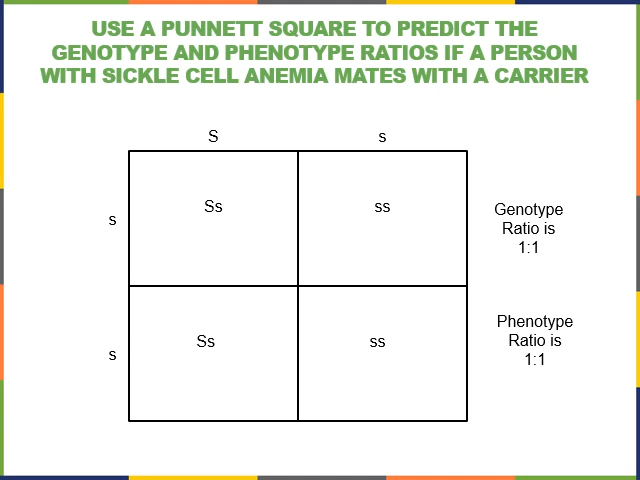 USE A PUNNETT SQUARE TO PREDICT THE
GENOTYPE AND PHENOTYPE RATIOS IF A PERSON
WITH SICKLE CELL ANEMIA MATES WITH A CARRIER
S s
s Ss ss
Genotype
Ratio is
1:1
s Ss ss
Phenotype
Ratio is
1:1